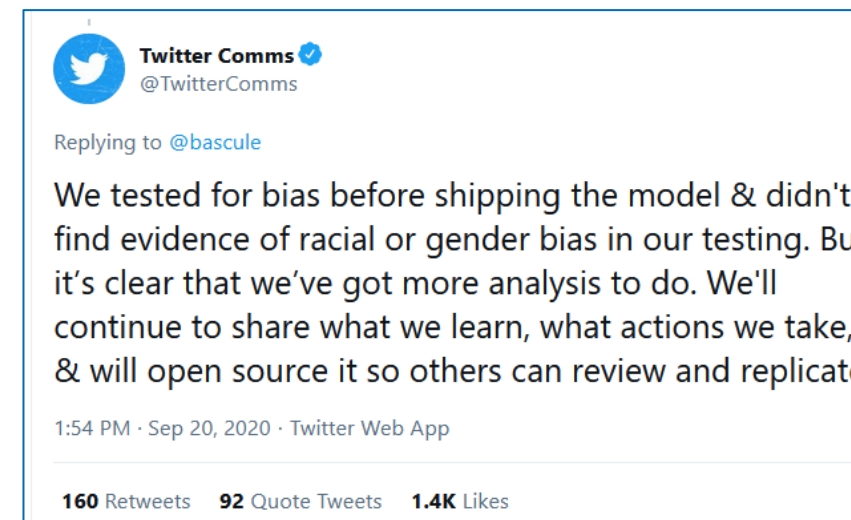 Twitter Comms
@TwitterComms
Replying to @bascule
We tested for bias before shipping the model & didn't
find evidence of racial or gender bias in our testing.
it’s clear that we’ve got more analysis to do. We'll
continue to share what we learn, what actions we take,
& will open source it so others can review and
1:54 PM · Sep 20, 2020 · Twitter Web App
160 Retweets 92 Quote Tweets 1.4K Likes